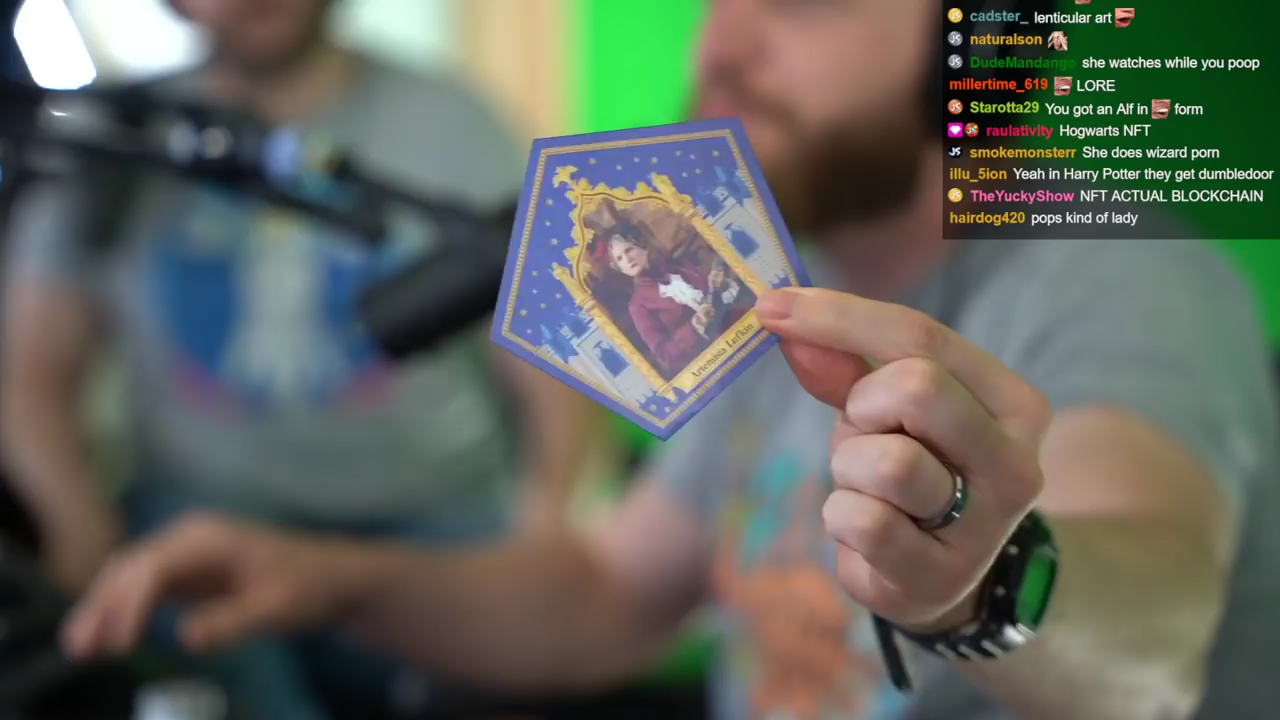 cadster_ lenticular art
naturalson
DudeMandango she watches while you poop
millertime_619 LORE
Starotta29 You got an Alf in form
raulativity Hogwarts NFT
smokemonsterr She does wizard porn
illu_5ion Yeah in Harry Potter they get dumbledoor
TheYuckyShow NFT ACTUAL BLOCKCHAIN
hairdog420 pops kind of lady
Artemisia Lufkin